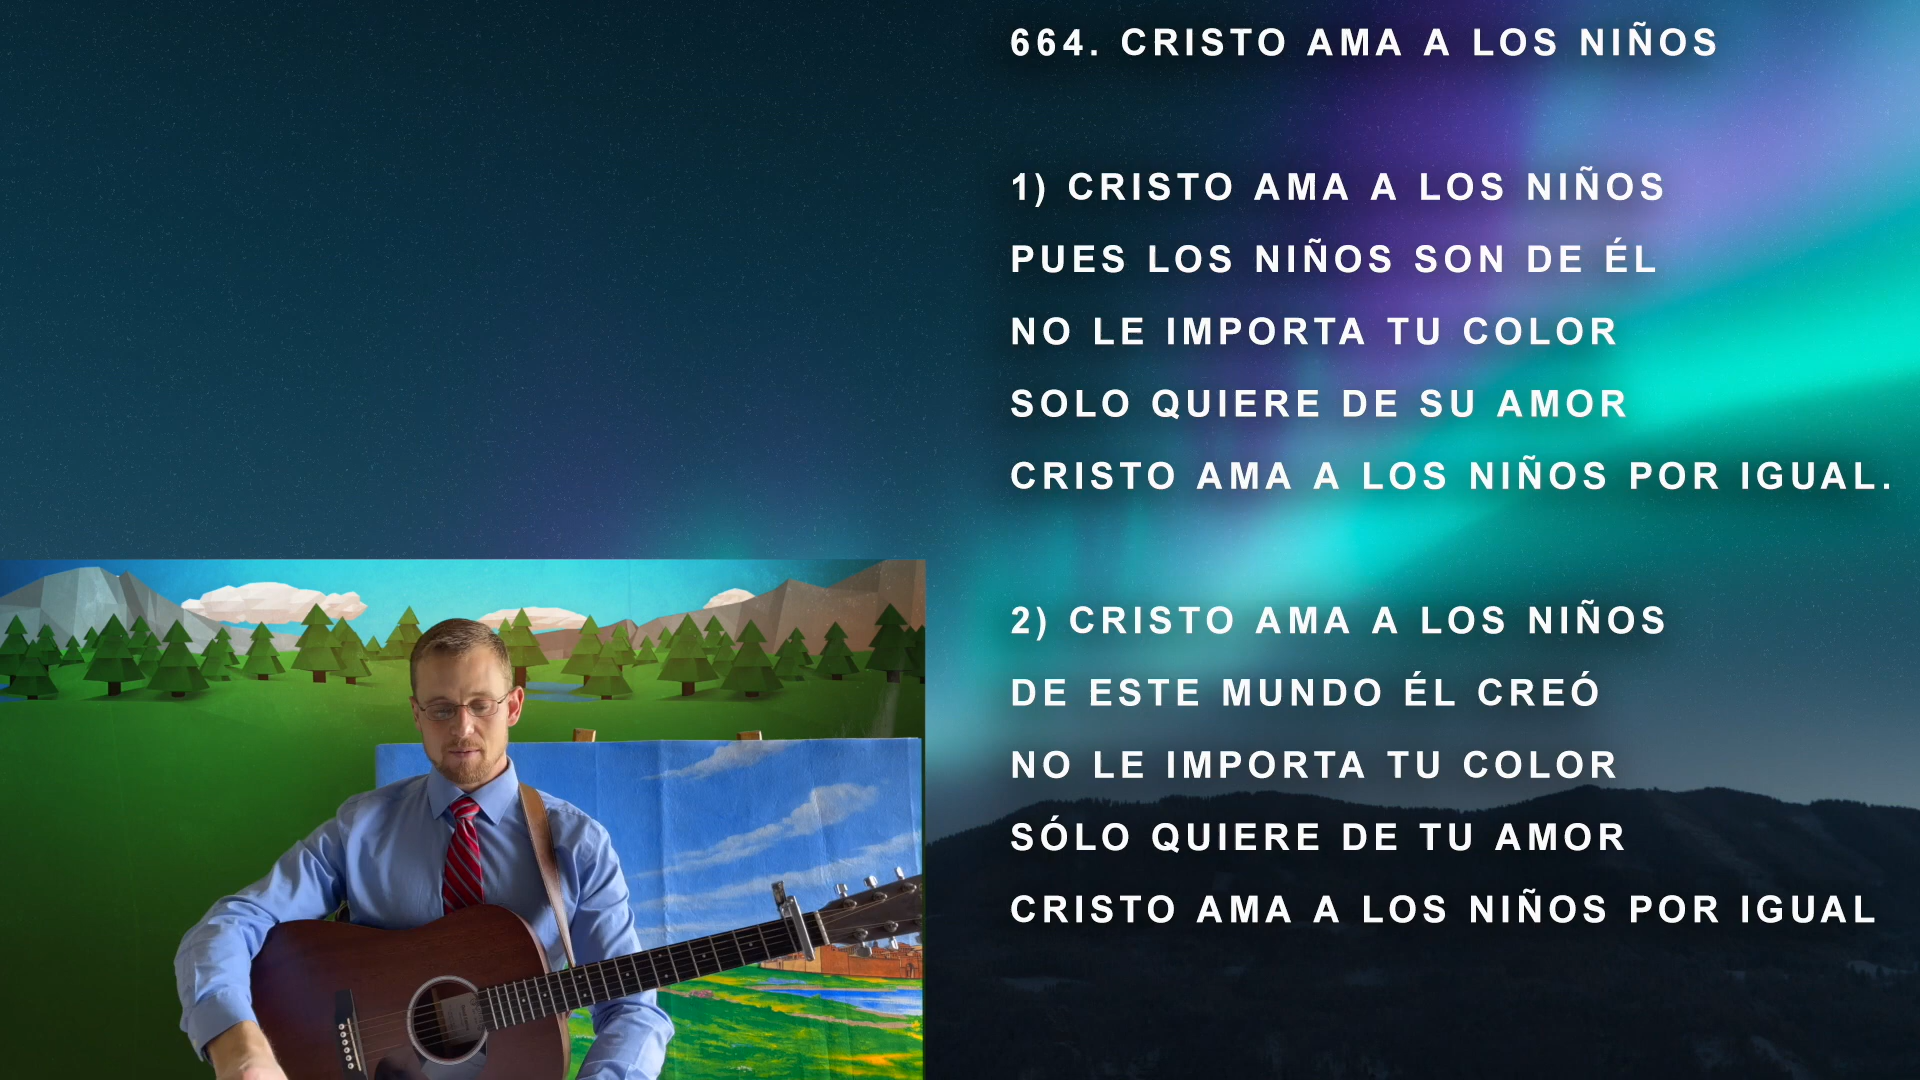 664. CRISTO AMA A LOS NIÑOS
1) CRISTO AMA A LOS NIÑOS
PUES LOS NIÑOS SON DE ÉL
NO LE IMPORTA TU COLOR
SOLO QUIERE DE SU AMOR
CRISTO AMA A LOS NIÑOS POR IGUAL.
2) CRISTO AMA A LOS NIÑOS
DE ESTE MUNDO ÉL CREÓ
NO LE IMPORTA TU COLOR
SÓLO QUIERE DE TU AMOR
CRISTO AMA A LOS NIÑOS POR IGUAL